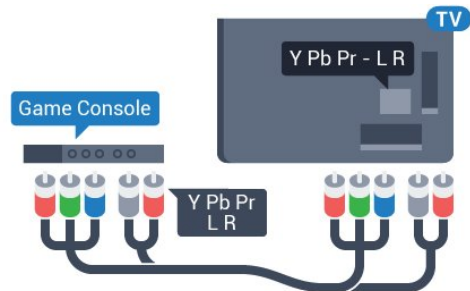 TV
Y Pb Pr - L R
Game Console
Y Pb Pr
L R